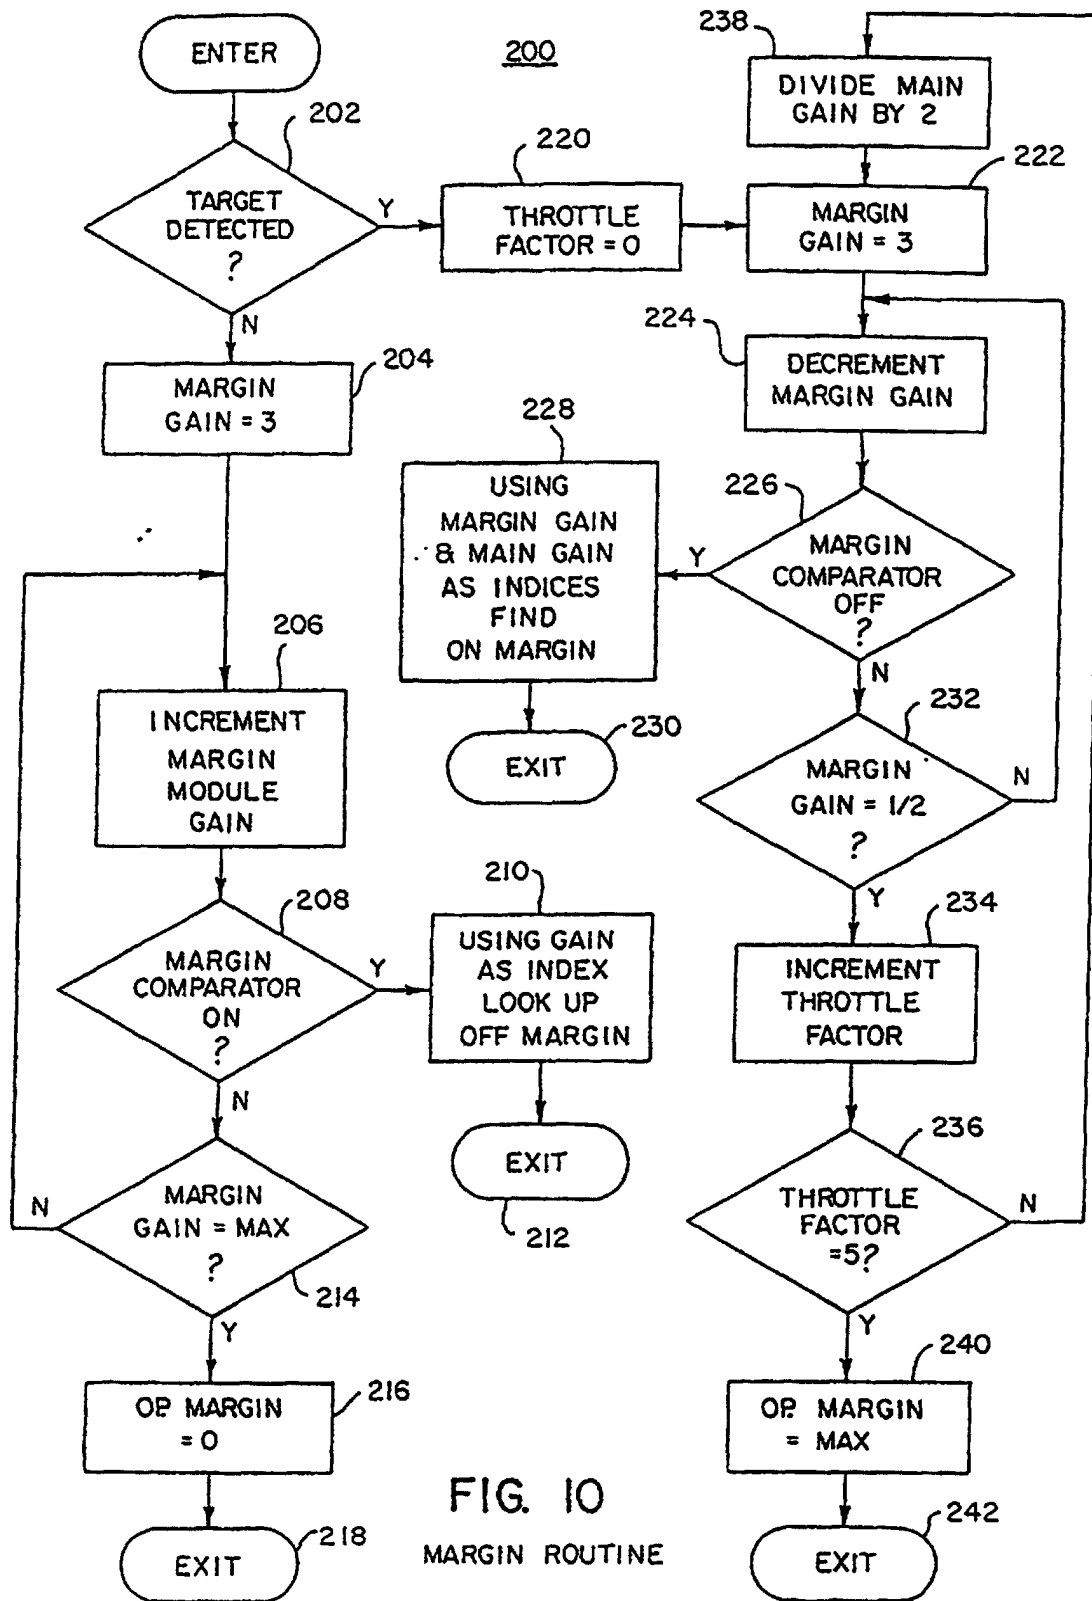 ENTER
200
202
TARGET
DETECTED
?
Y
N
220
THROTTLE
FACTOR = 0
238
DIVIDE MAIN
GAIN BY 2
222
MARGIN
GAIN = 3
204
MARGIN
GAIN = 3
224
DECREMENT
MARGIN GAIN
228
USING
MARGIN GAIN
& MAIN GAIN
AS INDICES
FIND
ON MARGIN
226
MARGIN
COMPARATOR
OFF
?
Y
N
230
EXIT
206
INCREMENT
MARGIN
MODULE
GAIN
232
MARGIN
GAIN = 1/2
?
N
Y
208
MARGIN
COMPARATOR
ON
?
Y
N
210
USING GAIN
AS INDEX
LOOK UP
OFF MARGIN
EXIT
212
234
INCREMENT
THROTTLE
FACTOR
236
THROTTLE
FACTOR
=5?
N
Y
MARGIN
GAIN = MAX
?
N
Y
214
216
OP. MARGIN
= 0
218
EXIT
240
OP. MARGIN
= MAX
242
EXIT
FIG. 10
MARGIN ROUTINE